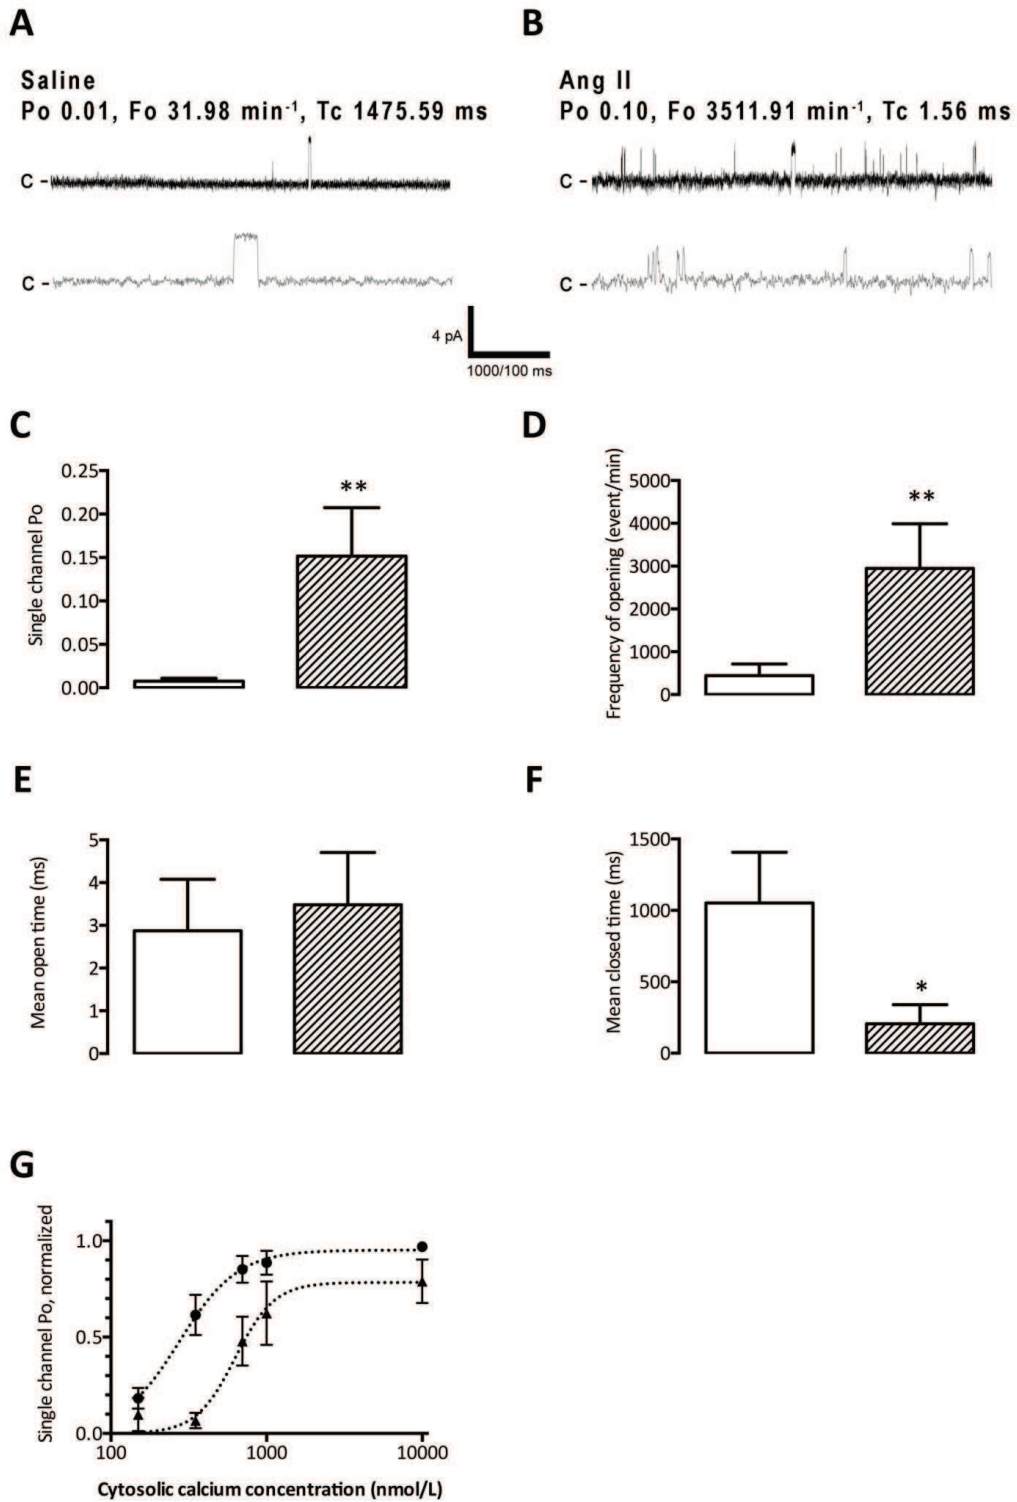 A
B
Saline
Po 0.01, Fo 31.98 min-1, Tc 1475.59 ms
Ang II
Po 0.10, Fo 3511.91 min-1, Tc 1.56 ms
C -
C -
C -
C -
4 pA
1000/100 ms
C
D
Single channel Po
0.25
0.20
0.15
0.10
0.05
0.00
**
Frequency of opening (event/min)
5000
4000
3000
2000
1000
0
**
E
F
Mean open time (ms)
5
4
3
2
1
0
Mean closed time (ms)
1500
1000
500
0
*
G
Single channel Po, normalized
1.0
0.5
0.0
100
1000
10000
Cytosolic calcium concentration (nmol/L)